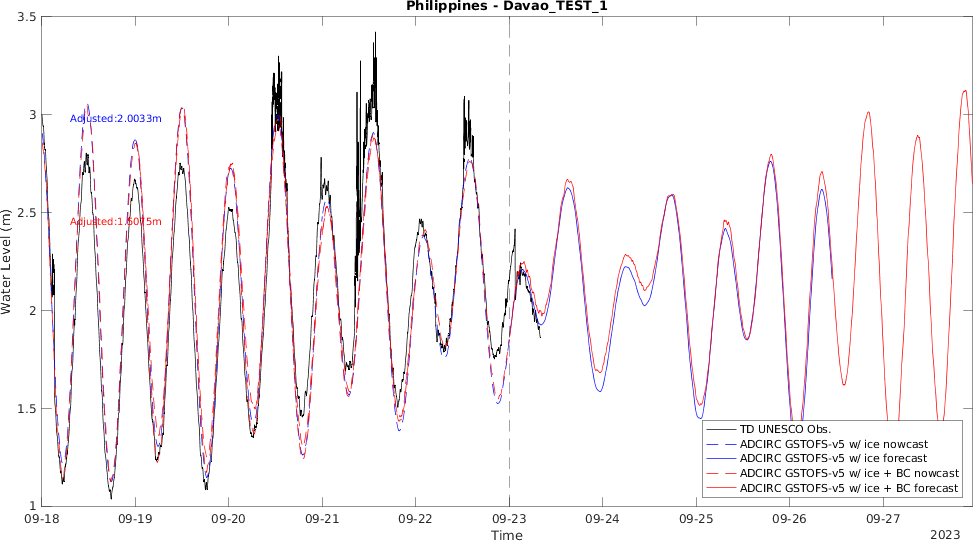 Philippines - Davao_TEST_1
3.5
3
2.5
2
1.5
1
Water Level (m)
Adjusted:2.0033m
Adjusted:1.5075m
TD UNESCO Obs.
ADCIRC GSTOFS-v5 w/ ice nowcast
ADCIRC GSTOFS-v5 w/ ice forecast
ADCIRC GSTOFS-v5 w/ ice + BC nowcast
ADCIRC GSTOFS-v5 w/ ice + BC forecast
09-18 09-19 09-20 09-21 09-22 09-23 09-24 09-25 09-26 09-27
Time
2023